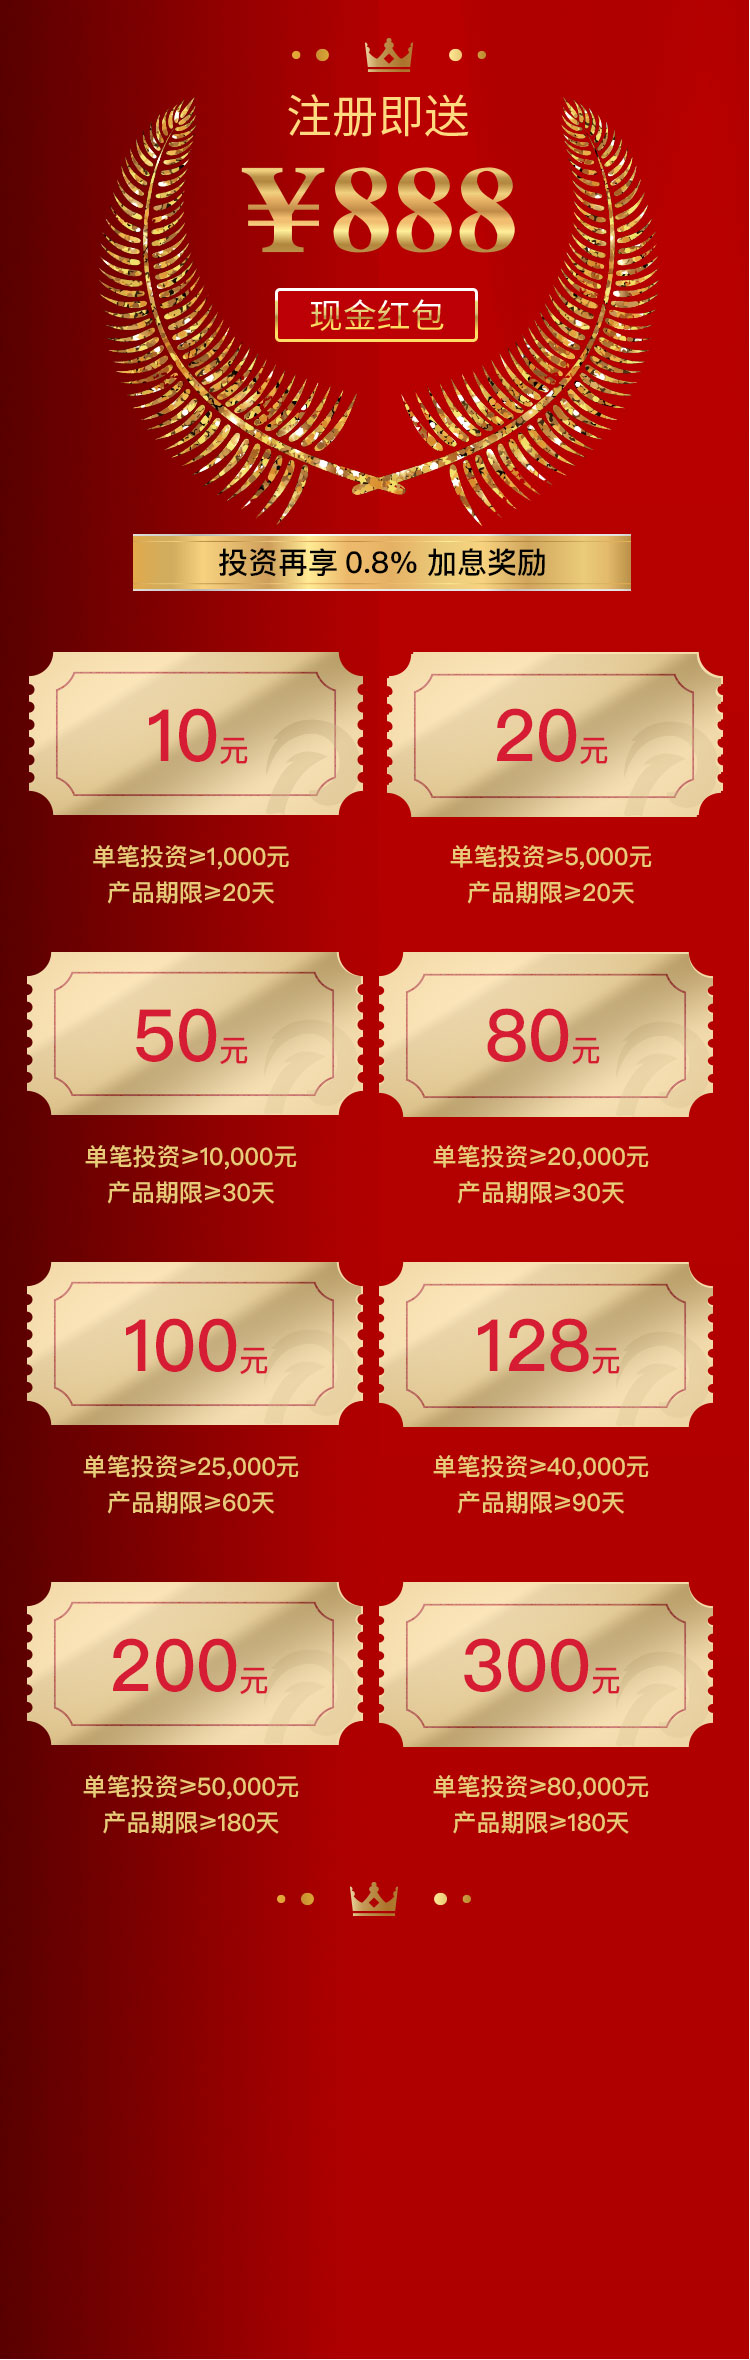 注册即送
¥888
现金红包
投资再享 0.8% 加息奖励
10元
20元
单笔投资≥1,000元
产品期限≥20天
单笔投资≥5,000元
产品期限≥20天
50元
80元
单笔投资≥10,000元
产品期限≥30天
单笔投资≥20,000元
产品期限≥30天
100元
128元
单笔投资≥25,000元
产品期限≥60天
单笔投资≥40,000元
产品期限≥90天
200元
300元
单笔投资≥50,000元
产品期限≥180天
单笔投资≥80,000元
产品期限≥180天